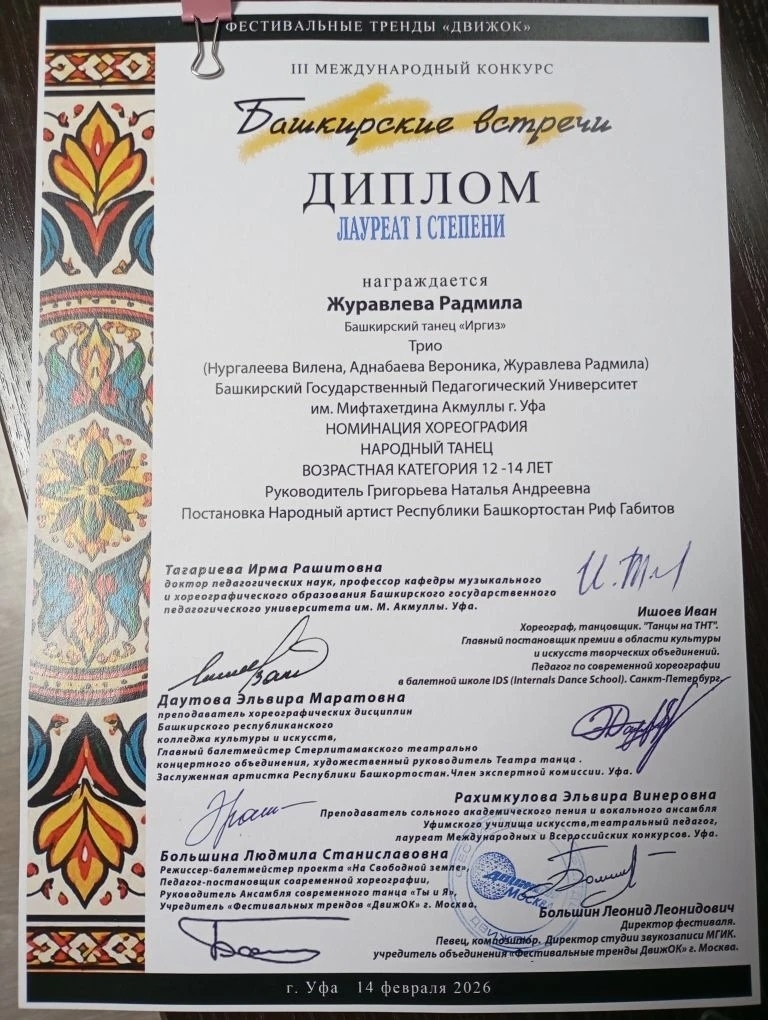 ФЕСТИВАЛЬНЫЕ ТРЕНДЫ «ДВИЖОК»
III МЕЖДУНАРОДНЫЙ КОНКУРС
Башкирские встречи
ДИПЛОМ
ЛАУРЕАТ I СТЕПЕНИ
награждается
Журавлева Радмила
Башкирский танец «Иргиз»
Трио
(Нургалеева Вилена, Аднабаева Вероника, Журавлева Радмила)
Башкирский Государственный Педагогический Университет
им. Мифтахетдина Акмуллы г. Уфа
НОМИНАЦИЯ ХОРЕОГРАФИЯ
НАРОДНЫЙ ТАНЕЦ
ВОЗРАСТНАЯ КАТЕГОРИЯ 12 -14 ЛЕТ
Руководитель Григорьева Наталья Андреевна
Постановка Народный артист Республики Башкортостан Риф Габитов
Тагариева Ирма Рашитовна
доктор педагогических наук, профессор кафедры музыкального
и хореографического образования Башкирского государственного
педагогического университета им. М. Акмуллы. Уфа.
Ишоев Иван
Хореограф, танцовщик. "Танцы на ТНТ".
Главный постановщик премии в области культуры
и искусств творческих объединений.
Педагог по современной хореографии
в балетной школе IDS (Internals Dance School). Санкт-Петербург.
Даутова Эльвира Маратовна
преподаватель хореографических дисциплин
Башкирского республиканского
колледжа культуры и искусств,
Главный балетмейстер Стерлитамакского театрально
концертного объединения, художественный руководитель Театра танца .
Заслуженная артистка Республики Башкортостан.Член экспертной комиссии. Уфа.
Рахимкулова Эльвира Винеровна
Преподаватель сольного академического пения и вокального ансамбля
Уфимского училища искусств,театральный педагог,
лауреат Международных и Всероссийских конкурсов. Уфа.
Большина Людмила Станиславовна
Режиссер-балетмейстер проекта «На Свободной земле»,
Педагог-постановщик соаременной хореографии,
Руководитель Ансамбля современного танца «Ты и Я»,
Учредитель «Фестивальных трендов «ДвижОК» г. Москва.
Большин Леонид Леонидович
Директор фестиваля.
Певец, композитор. Директор студии звукозаписи МГИК.
учредитель объединения «Фестивальные тренды ДвижОК» г. Москва.
г. Уфа 14 февраля 2026